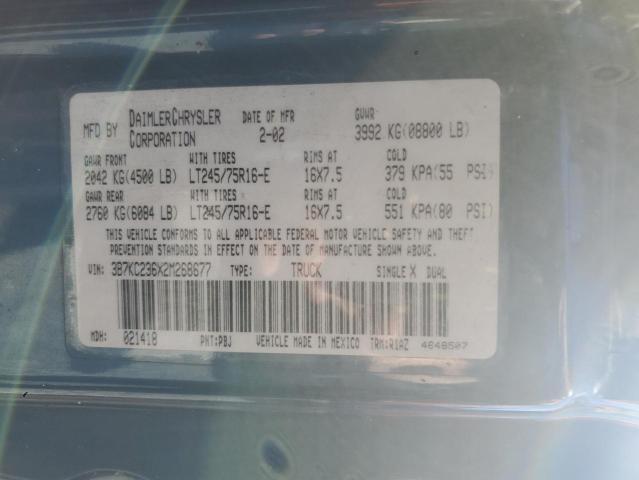 MFD BY DAIMLERCHRYSLER CORPORATION DATE OF MFR 2-02 GVWR 3992 KG(08800 LB)
GAWR FRONT WITH TIRES RIMS AT COLD
2042 KG(4500 LB) LT245/75R16-E 16X7.5 379 KPA(55 PSI)
GAWR REAR WITH TIRES RIMS AT COLD
2760 KG(6084 LB) LT245/75R16-E 16X7.5 551 KPA(80 PSI)
THIS VEHICLE CONFORMS TO ALL APPLICABLE FEDERAL MOTOR VEHICLE SAFETY AND THEFT
PREVENTION STANDARDS IN EFFECT ON THE DATE OF MANUFACTURE SHOWN ABOVE.
VIN: 3B7KC236X2M268677 TYPE: TRUCK SINGLE X DUAL
MDH: 021418 PNT:PBJ VEHICLE MADE IN MEXICO TRM:R1AZ 4648507